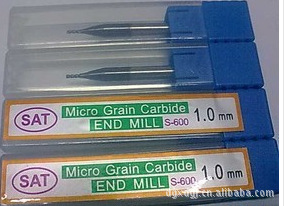 SAT
Micro Grain Carbide
END MILL S-600 1.0 mm
SAT
Micro Grain Carbide
END MILL S-600 1.0 mm